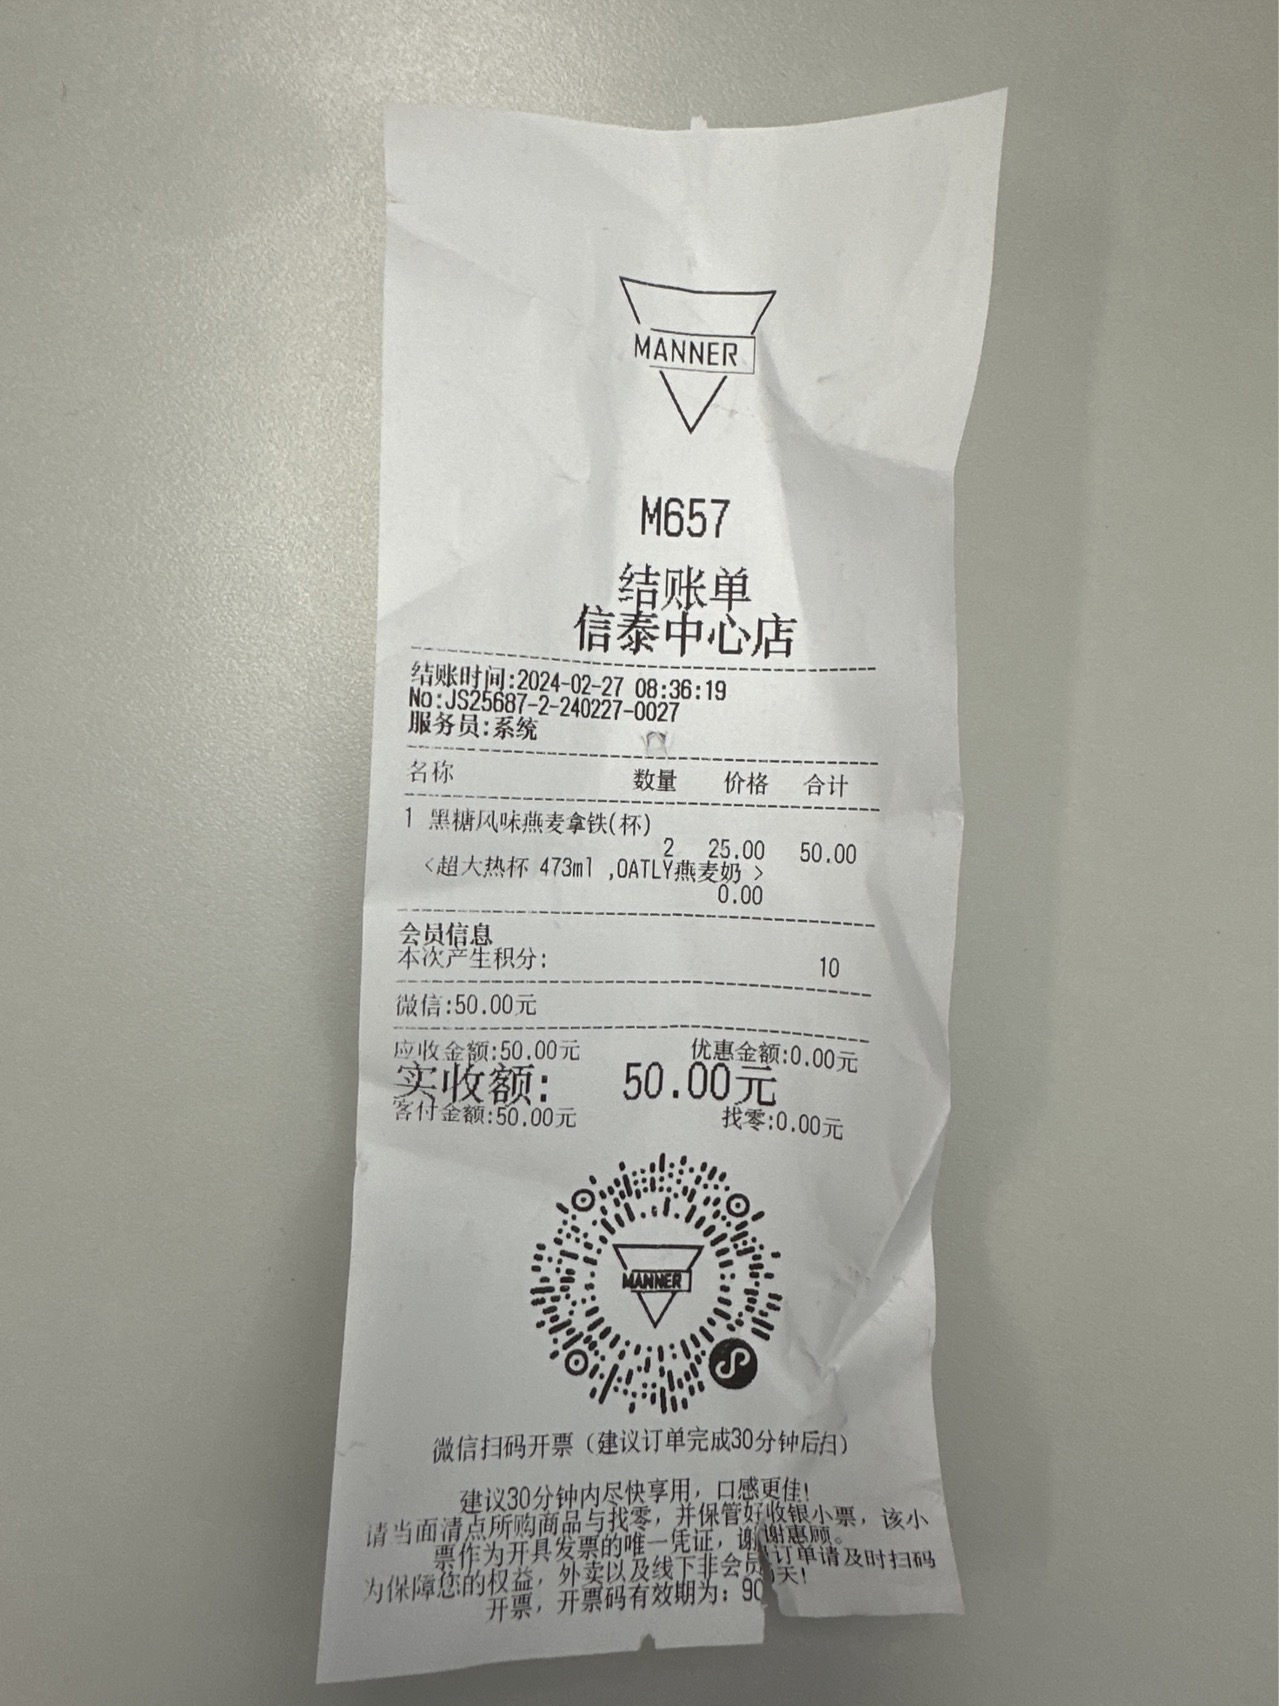 MANNER
M657
结账单
信泰中心店
结账时间:2024-02-27 08:36:19
No:JS25687-2-240227-0027
服务员:系统
名称 数量 价格 合计
1 黑糖风味燕麦拿铁(杯)
2 25.00 50.00
<超大热杯 473ml ,OATLY燕麦奶 >
0.00
会员信息
本次产生积分: 10
微信:50.00元
应收金额:50.00元 优惠金额:0.00元
实收额: 50.00元
客付金额:50.00元 找零:0.00元
MANNER
微信扫码开票（建议订单完成30分钟后扫）
建议30分钟内尽快享用，口感更佳!
请当面清点所购商品与找零，并保管好收银小票，该小
票作为开具发票的唯一凭证，谢谢惠顾。
为保障您的权益，外卖以及线下非会员订单请及时扫码
开票，开票码有效期为：90天!